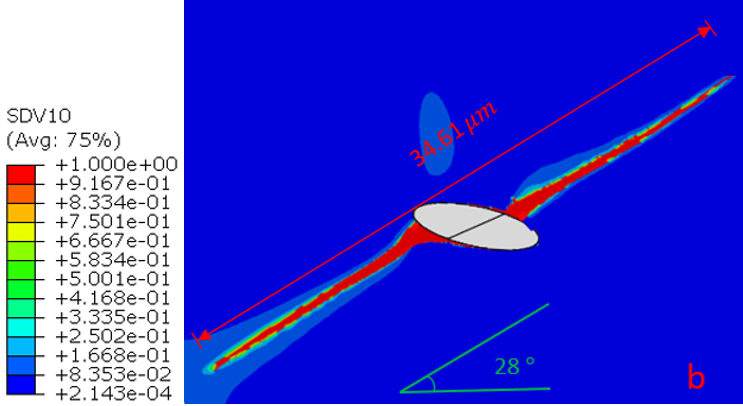 SDV10
(Avg: 75%)
+1.000e+00
+9.167e-01
+8.334e-01
+7.501e-01
+6.667e-01
+5.834e-01
+5.001e-01
+4.168e-01
+3.335e-01
+2.502e-01
+1.668e-01
+8.353e-02
+2.143e-04
34.61 μm
28 °
b